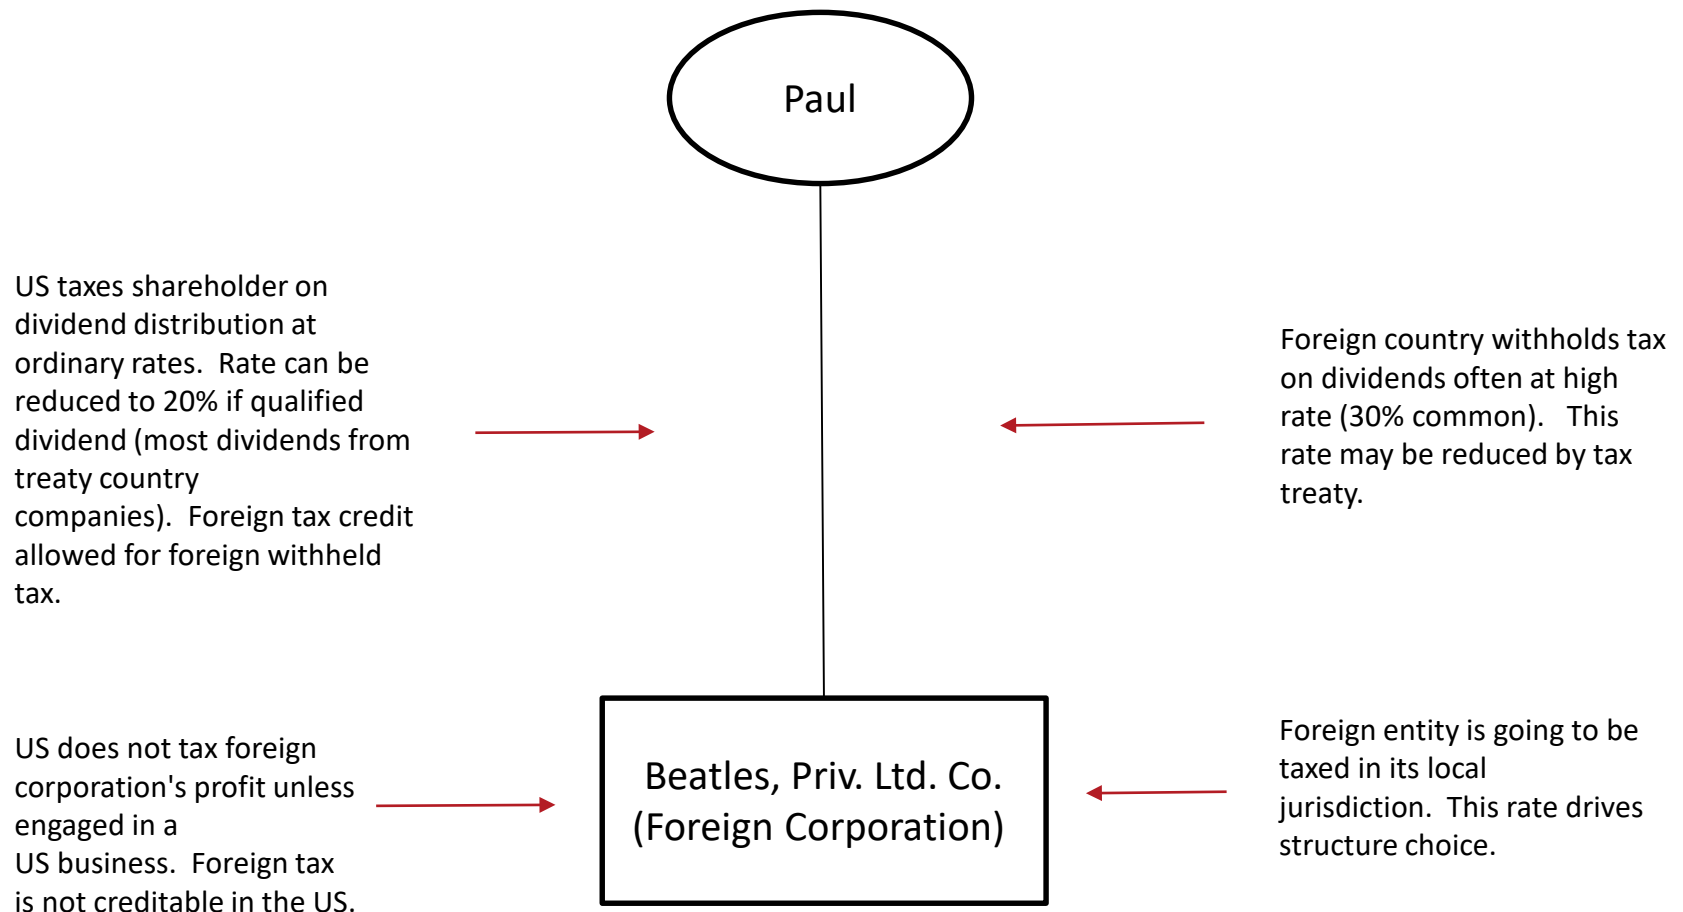 Paul
US taxes shareholder on
dividend distribution at
ordinary rates.  Rate can be
reduced to 20% if qualified
dividend (most dividends from
treaty country
companies).  Foreign tax credit
allowed for foreign withheld
tax.
Foreign country withholds tax
on dividends often at high
rate (30% common).   This
rate may be reduced by tax
treaty.
US does not tax foreign
corporation's profit unless
engaged in a
US business.  Foreign tax
is not creditable in the US.
Beatles, Priv. Ltd. Co.
(Foreign Corporation)
Foreign entity is going to be
taxed in its local
jurisdiction.  This rate drives
structure choice.